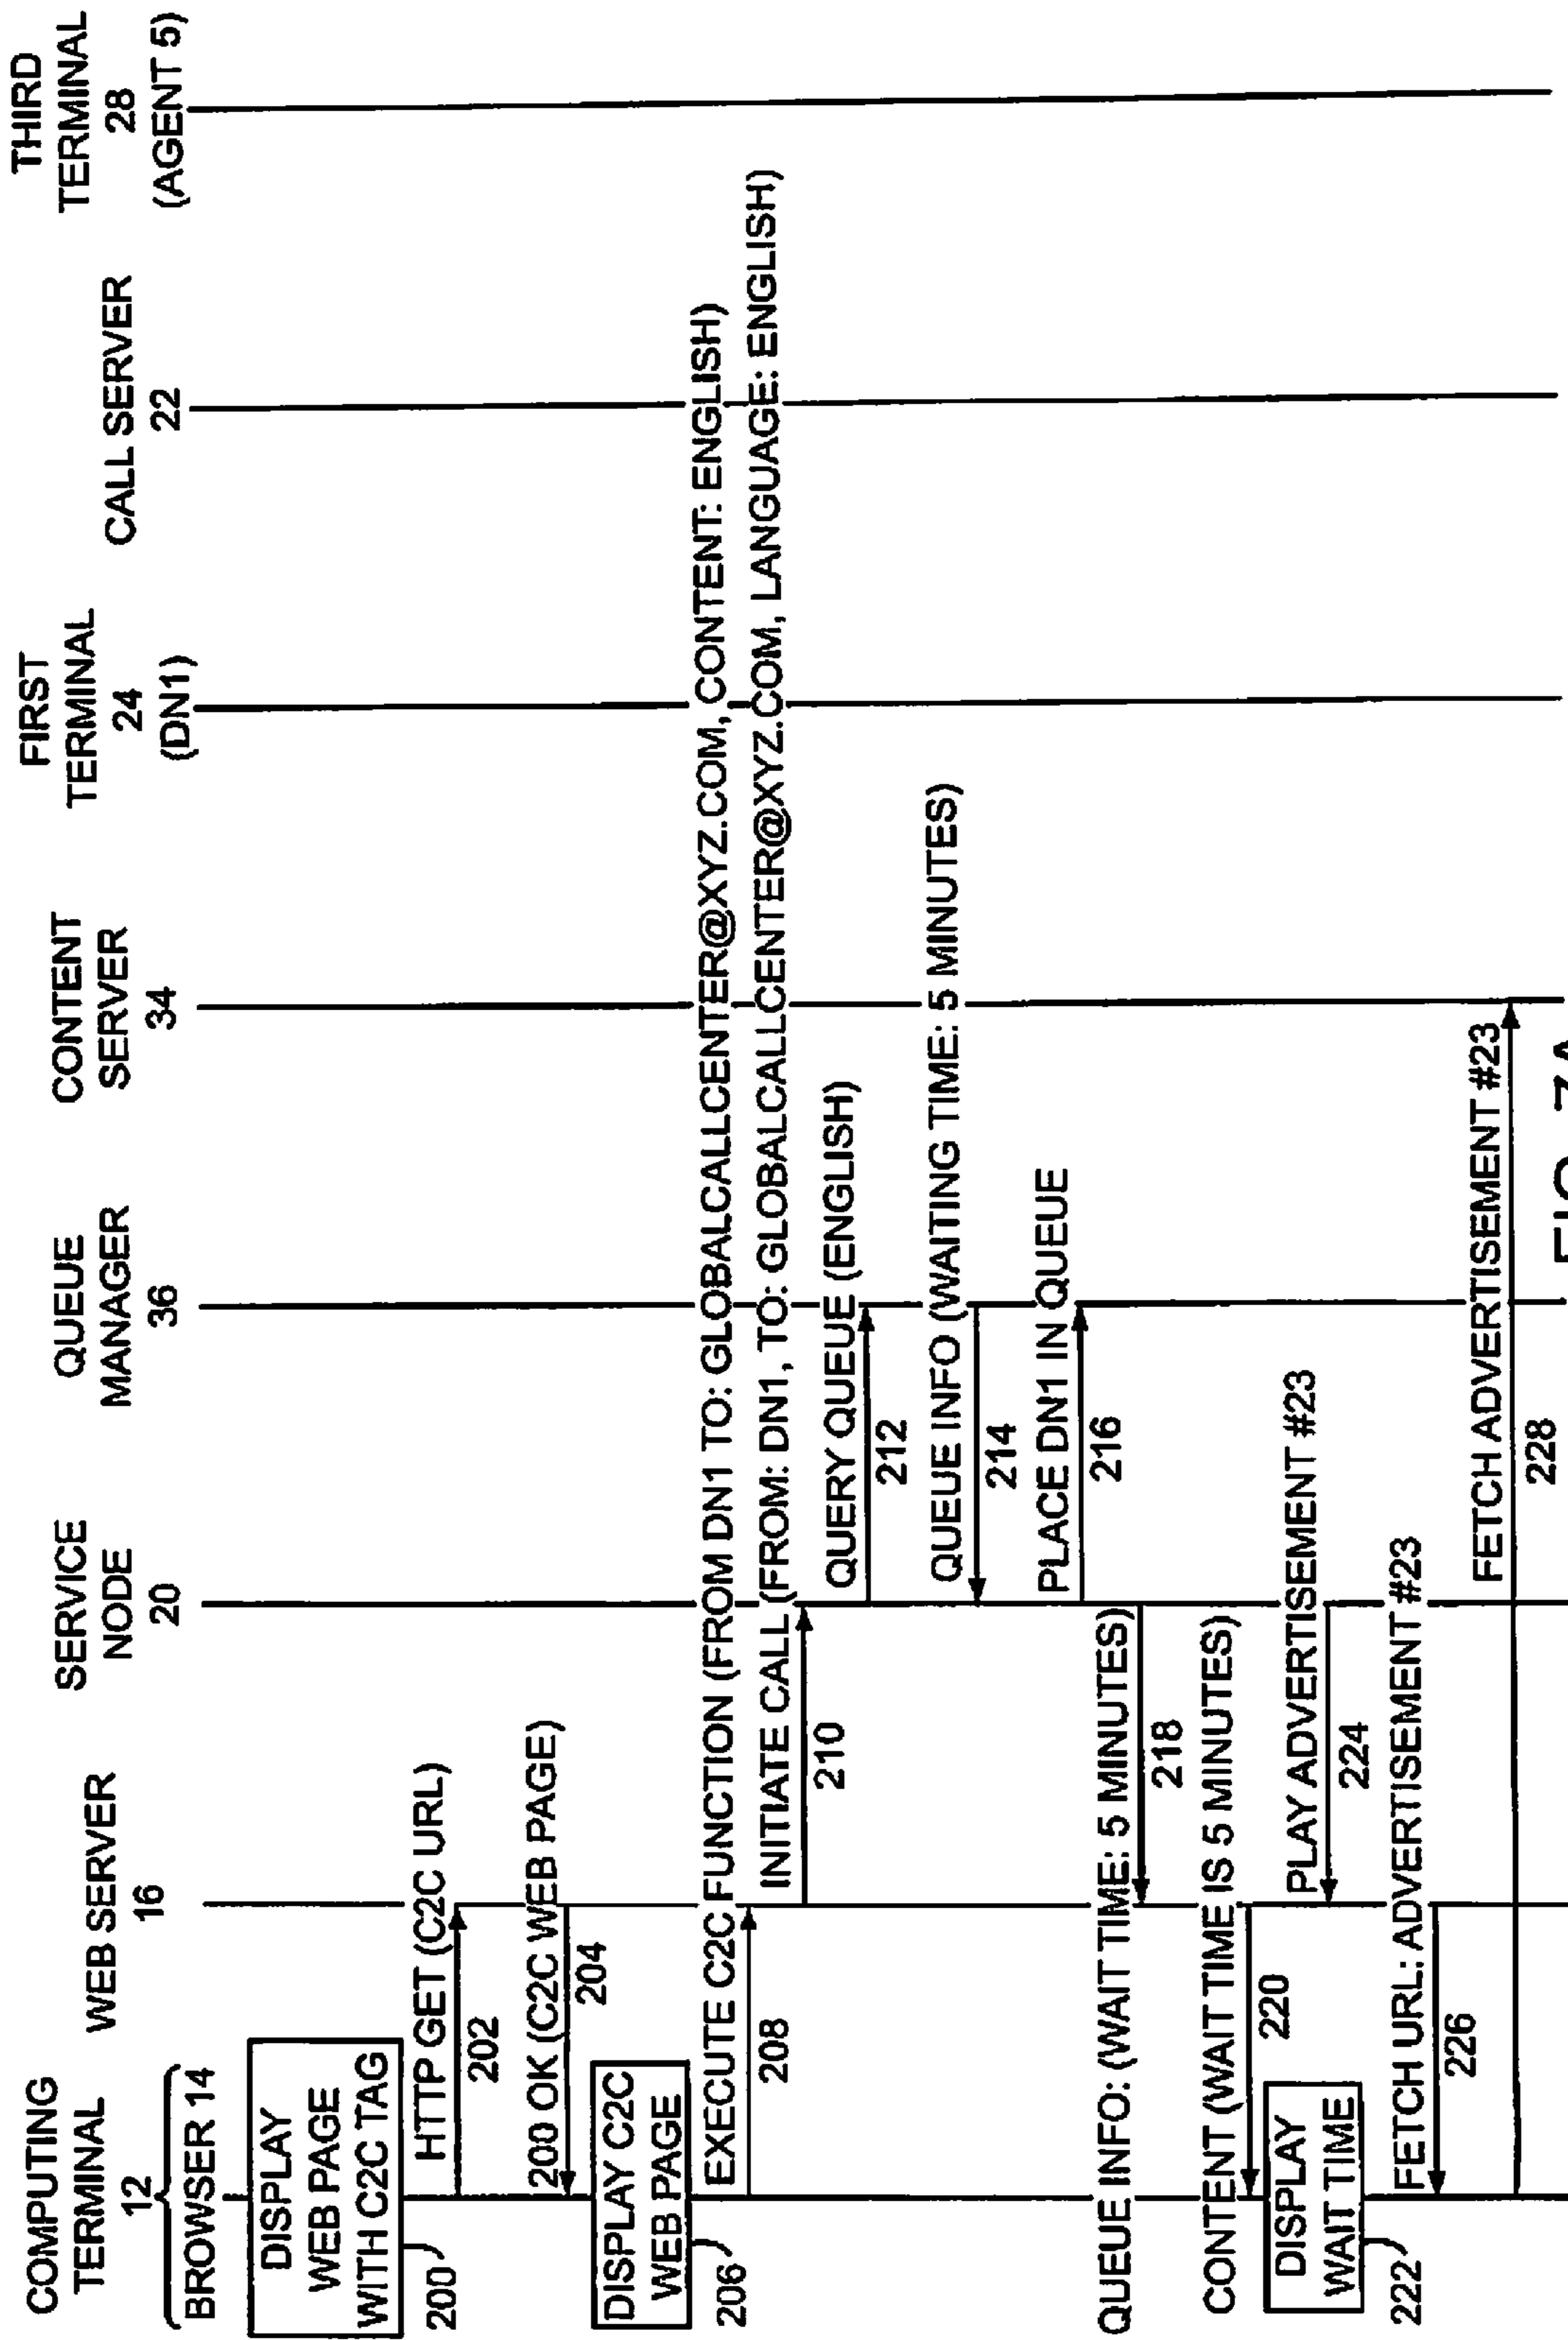 COMPUTING
TERMINAL
12
BROWSER 14
WEB SERVER
16
SERVICE
NODE
20
QUEUE
MANAGER
36
CONTENT
SERVER
34
FIRST
TERMINAL
24
(DN1)
CALL SERVER
22
THIRD
TERMINAL
28
(AGENT 5)
DISPLAY
WEB PAGE
WITH C2C TAG
200
HTTP GET (C2C URL)
202
200 OK (C2C WEB PAGE)
204
DISPLAY C2C
WEB PAGE
206
EXECUTE C2C FUNCTION (FROM DN1 TO: GLOBALCALLCENTER@XYZ.COM, CONTENT: ENGLISH)
208
INITIATE CALL (FROM: DN1, TO: GLOBALCALLCENTER@XYZ.COM, LANGUAGE: ENGLISH)
210
QUERY QUEUE (ENGLISH)
212
QUEUE INFO (WAITING TIME: 5 MINUTES)
214
PLACE DN1 IN QUEUE
216
QUEUE INFO: (WAIT TIME: 5 MINUTES)
218
CONTENT (WAIT TIME IS 5 MINUTES)
220
DISPLAY
WAIT TIME
222
PLAY ADVERTISEMENT #23
224
FETCH URL: ADVERTISEMENT #23
226
FETCH ADVERTISEMENT #23
228